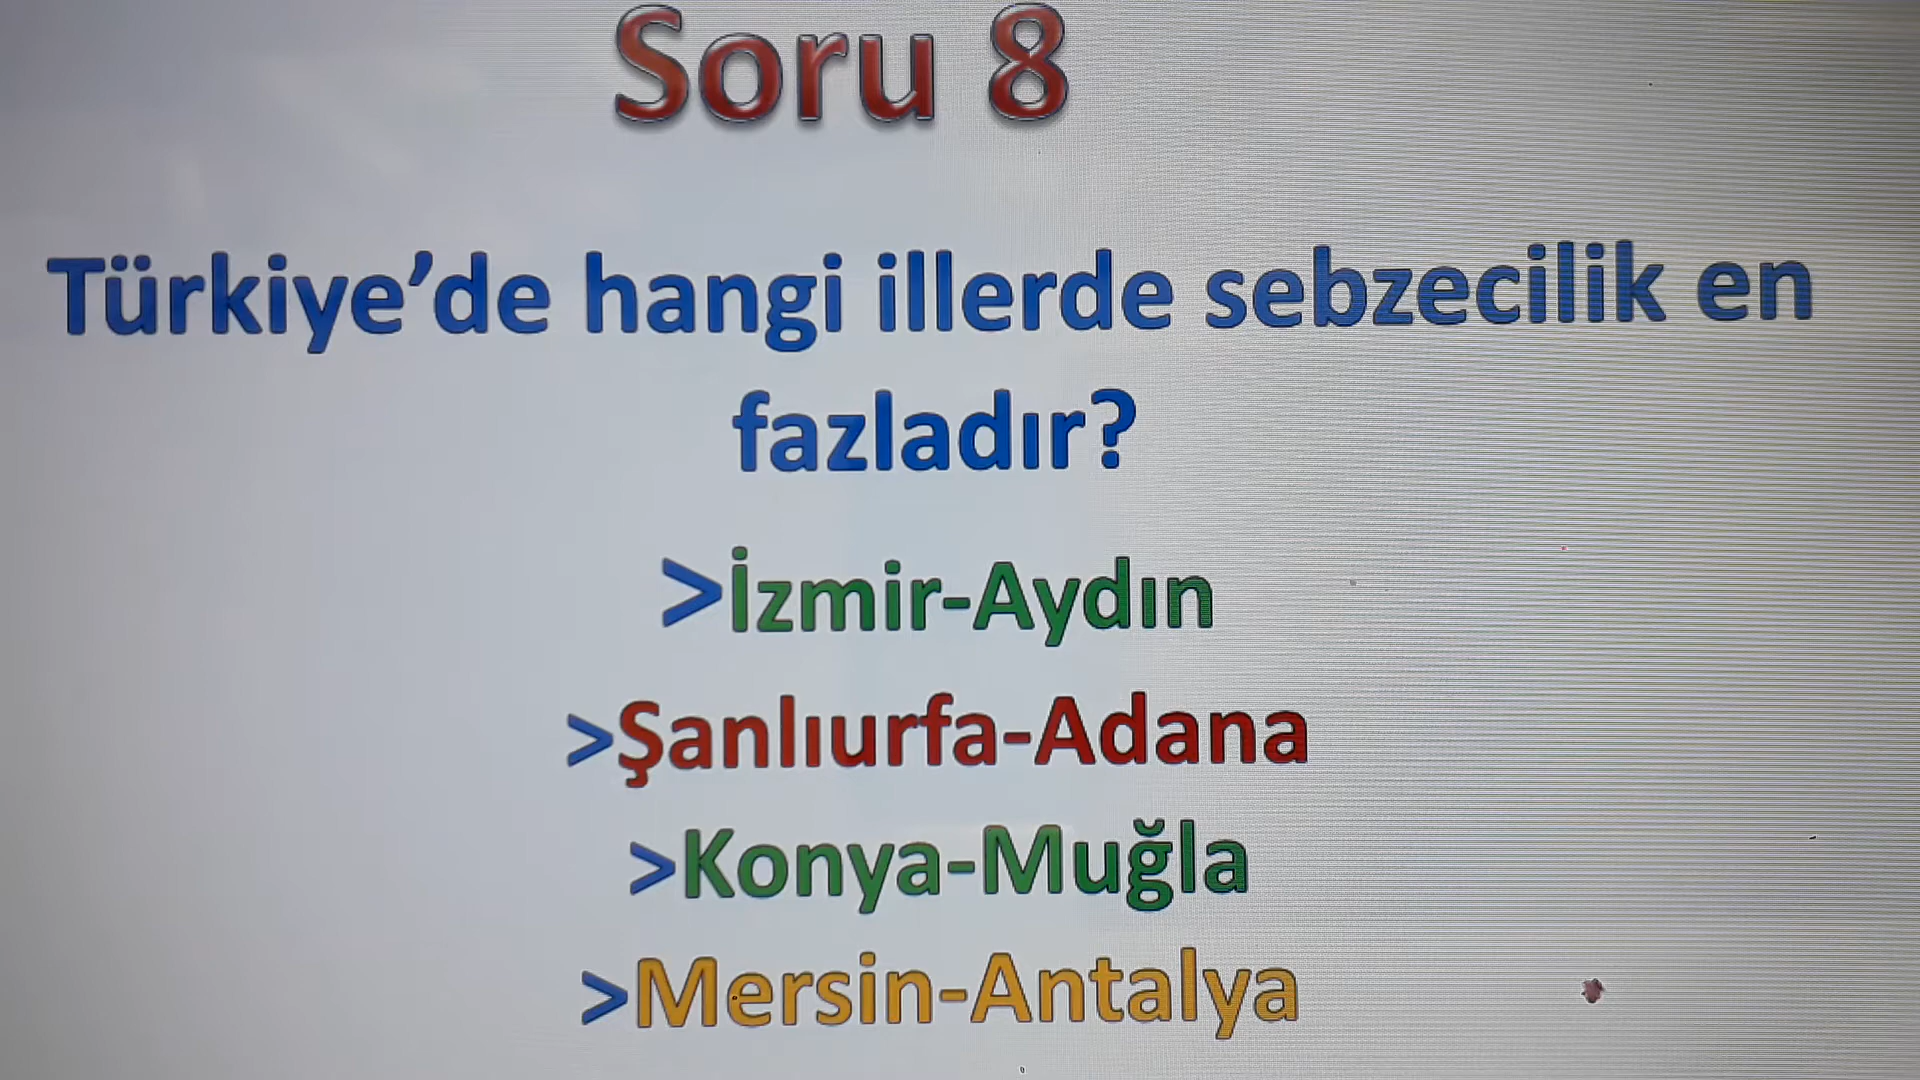 Soru 8
Türkiye’de hangi illerde sebzecilik en
fazladır?
>İzmir-Aydın
>Şanlıurfa-Adana
>Konya-Muğla
>Mersin-Antalya